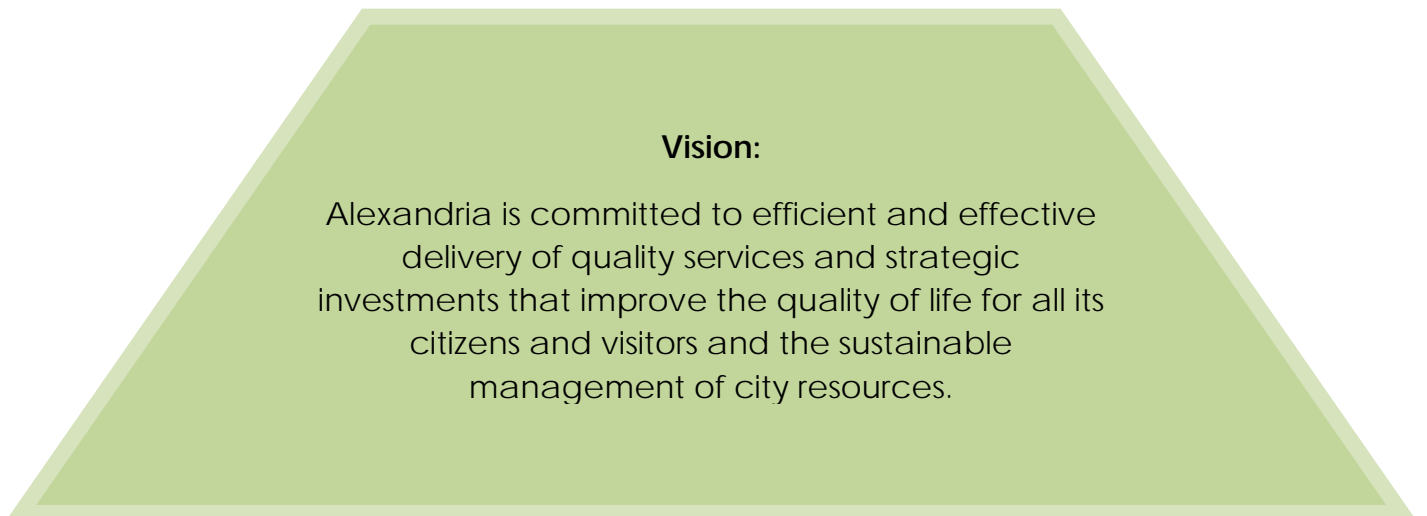 Vision:
Alexandria is committed to efficient and effective
delivery of quality services and strategic
investments that improve the quality of life for all its
citizens and visitors and the sustainable
management of city resources.